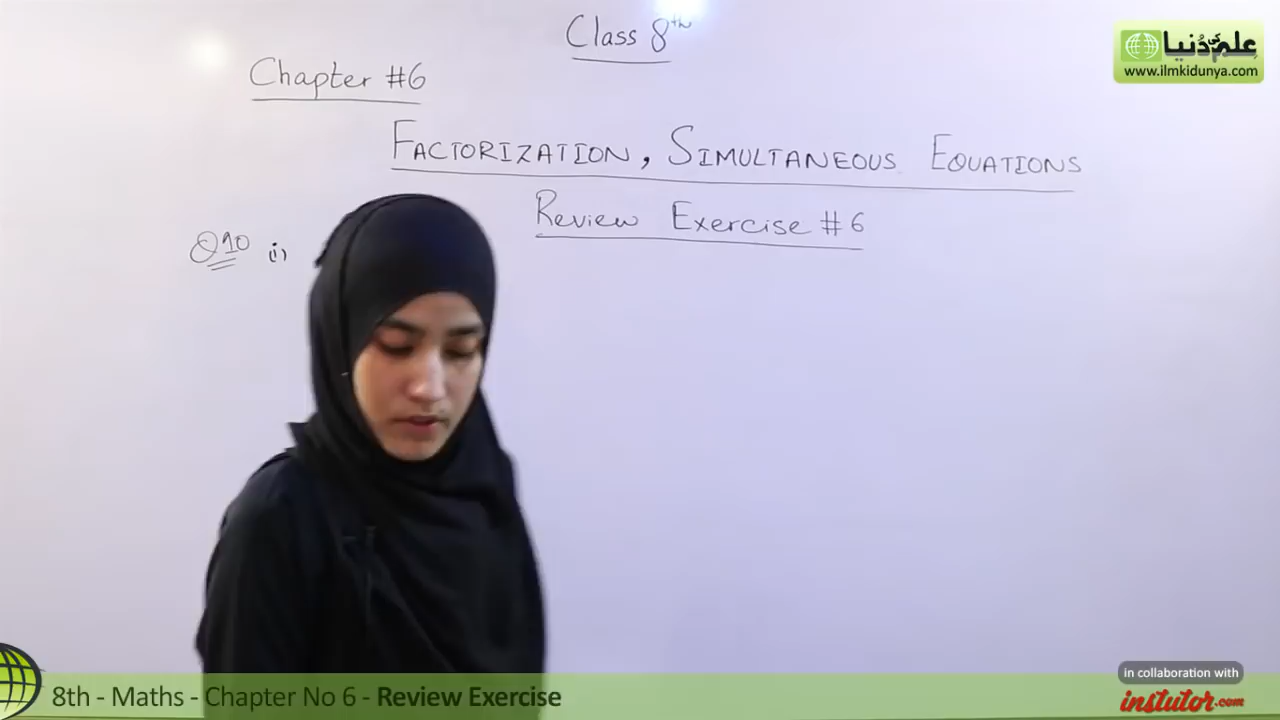 Class 8th
علم کی دُنیا
www.ilmkidunya.com
Chapter #6
FACTORIZATION, SIMULTANEOUS EQUATIONS
Review Exercise #6
Q10 (i)
in collaboration with
8th - Maths - Chapter No 6 - Review Exercise
instutor.com